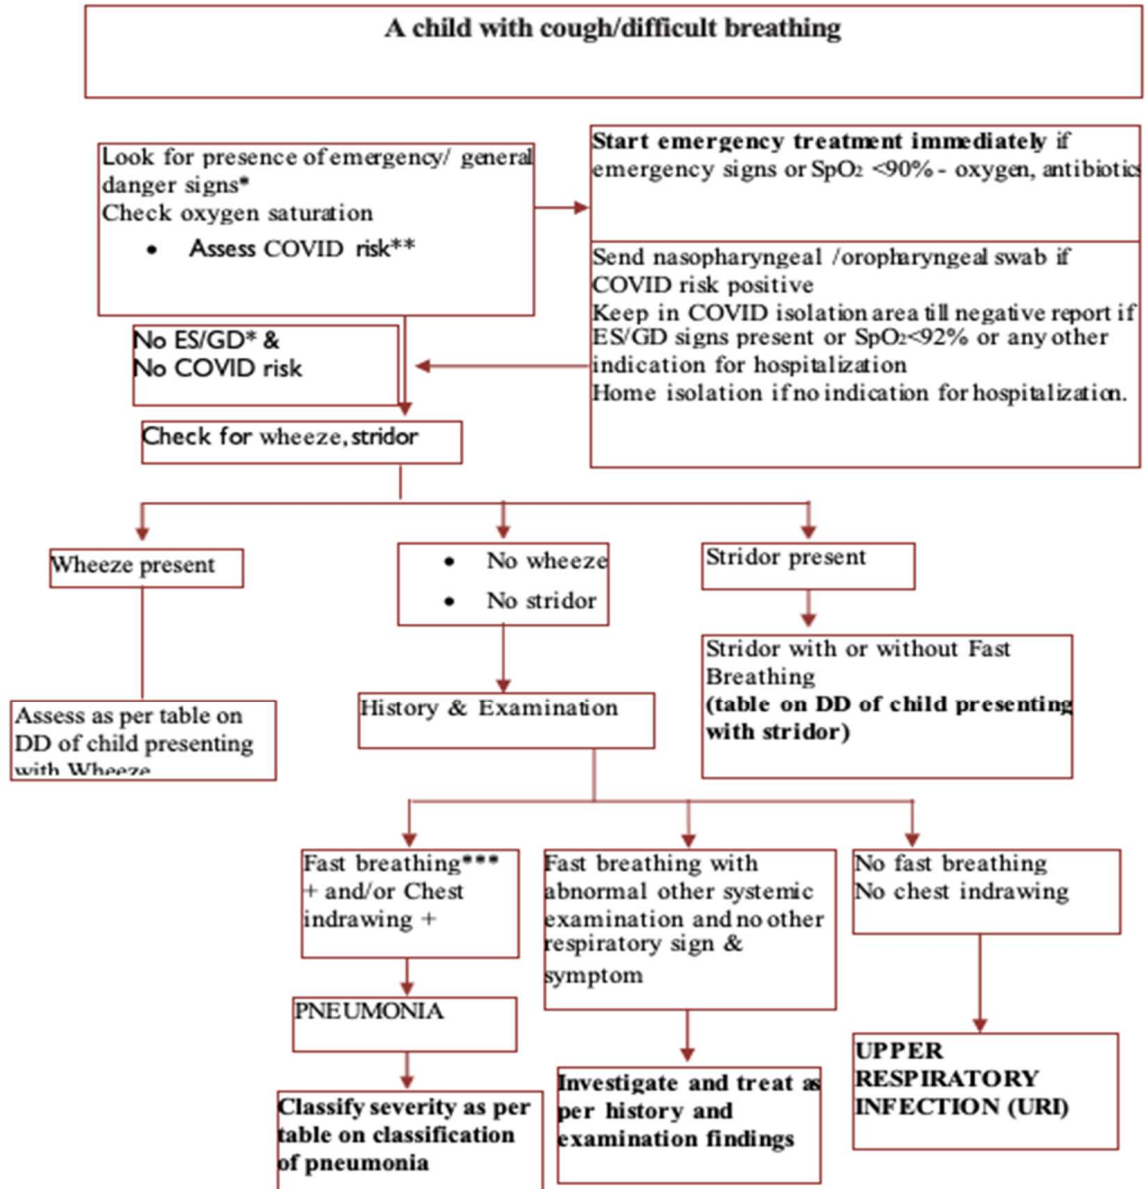 A child with cough/difficult breathing
Look for presence of emergency/ general
danger signs*
Check oxygen saturation
• Assess COVID risk**
Start emergency treatment immediately if
emergency signs or SpO₂ <90% - oxygen, antibiotics
Send nasopharyngeal /oropharyngeal swab if
COVID risk positive
Keep in COVID isolation area till negative report if
ES/GD signs present or SpO₂<92% or any other
indication for hospitalization
Home isolation if no indication for hospitalization.
No ES/GD* &
No COVID risk
Check for wheeze, stridor
Wheeze present
• No wheeze
• No stridor
Stridor present
Assess as per table on
DD of child presenting
with Wheeze
History & Examination
Stridor with or without Fast
Breathing
(table on DD of child presenting
with stridor)
Fast breathing***
+ and/or Chest
indrawing +
Fast breathing with
abnormal other systemic
examination and no other
respiratory sign &
symptom
No fast breathing
No chest indrawing
PNEUMONIA
Classify severity as per
table on classification
of pneumonia
Investigate and treat as
per history and
examination findings
UPPER
RESPIRATORY
INFECTION (URI)